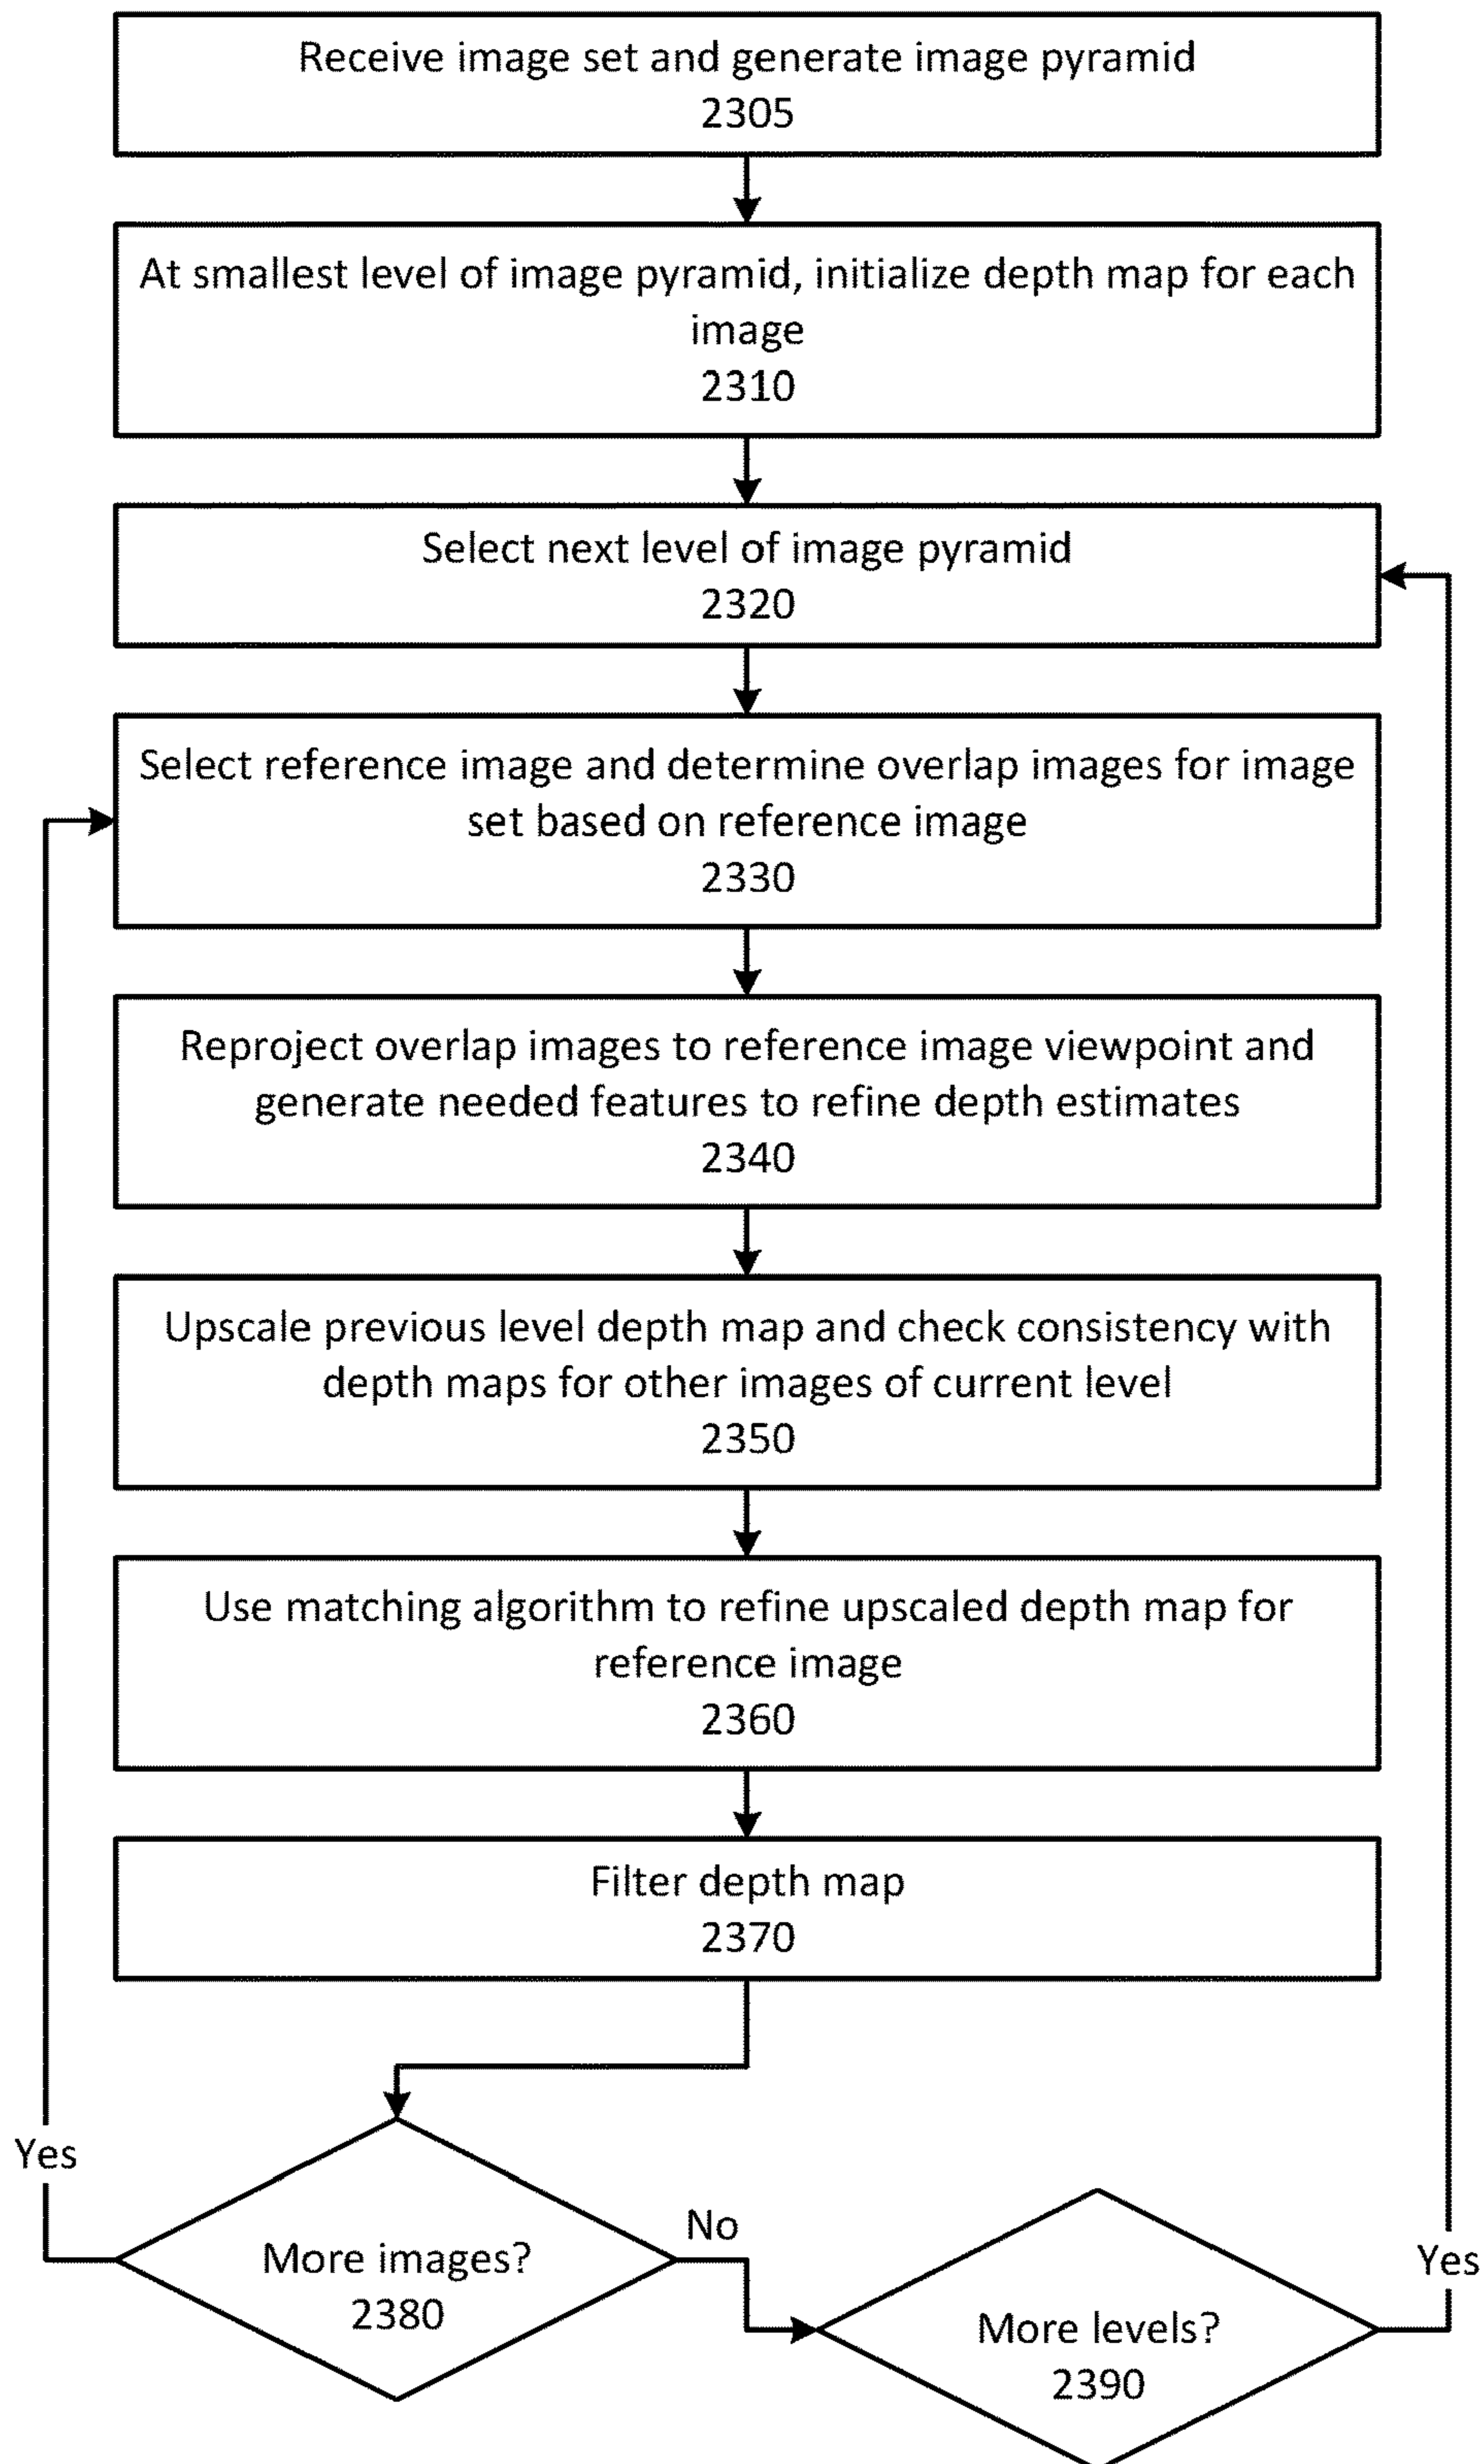 Receive image set and generate image pyramid
2305
At smallest level of image pyramid, initialize depth map for each
image
2310
Select next level of image pyramid
2320
Select reference image and determine overlap images for image
set based on reference image
2330
Reproject overlap images to reference image viewpoint and
generate needed features to refine depth estimates
2340
Upscale previous level depth map and check consistency with
depth maps for other images of current level
2350
Use matching algorithm to refine upscaled depth map for
reference image
2360
Filter depth map
2370
Yes
More images?
2380
No
More levels?
2390
Yes